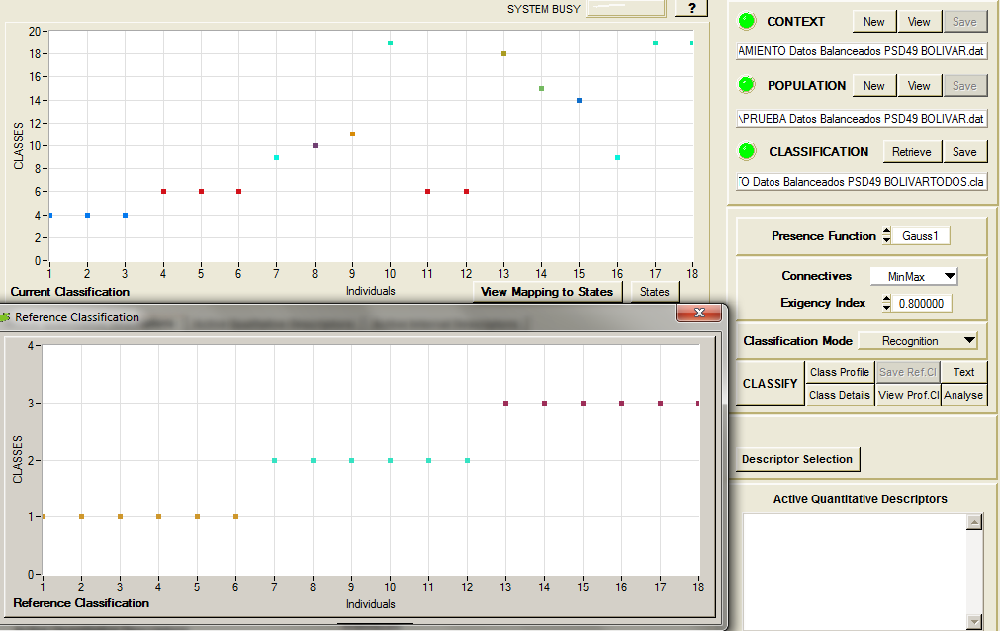 SYSTEM BUSY
?
CLASSES
20
18
16
14
12
10
8
6
4
2
0
1 2 3 4 5 6 7 8 9 10 11 12 13 14 15 16 17 18
Current Classification
Individuals
View Mapping to States
States
Reference Classification
CLASSES
4
3
2
1
0
1 2 3 4 5 6 7 8 9 10 11 12 13 14 15 16 17 18
Reference Classification
Individuals
CONTEXT New View Save
AMIENTO Datos Balanceados PSD49 BOLIVAR.dat
POPULATION New View Save
\PRUEBA Datos Balanceados PSD49 BOLIVAR.dat
CLASSIFICATION Retrieve Save
TO Datos Balanceados PSD49 BOLIVARTODOS.cla
Presence Function Gauss1
Connectives MinMax
Exigency Index 0.800000
Classification Mode Recognition
CLASSIFY
Class Profile Save Ref.Cl Text
Class Details View Prof.Cl Analyse
Descriptor Selection
Active Quantitative Descriptors